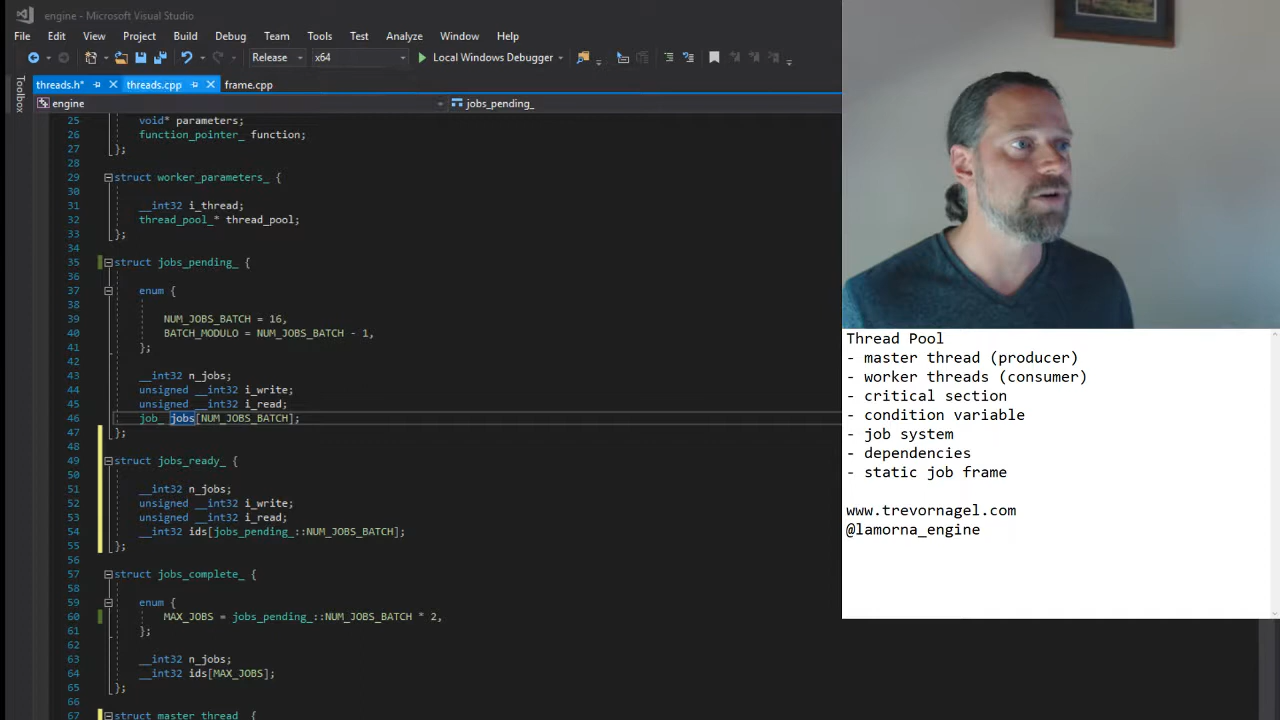 engine - Microsoft Visual Studio
File Edit View Project Build Debug Team Tools Test Analyze Window Help
Release x64 Local Windows Debugger
threads.h* threads.cpp frame.cpp
Toolbox
engine jobs_pending_
25 void* parameters;
26 function_pointer_ function;
27 };
28
29 struct worker_parameters_ {
30
31 __int32 i_thread;
32 thread_pool_* thread_pool;
33 };
34
35 struct jobs_pending_ {
36
37 enum {
38
39 NUM_JOBS_BATCH = 16,
40 BATCH_MODULO = NUM_JOBS_BATCH - 1,
41 };
42
43 __int32 n_jobs;
44 unsigned __int32 i_write;
45 unsigned __int32 i_read;
46 job_ jobs[NUM_JOBS_BATCH];
47 };
48
49 struct jobs_ready_ {
50
51 __int32 n_jobs;
52 unsigned __int32 i_write;
53 unsigned __int32 i_read;
54 __int32 ids[jobs_pending_::NUM_JOBS_BATCH];
55 };
56
57 struct jobs_complete_ {
58
59 enum {
60 MAX_JOBS = jobs_pending_::NUM_JOBS_BATCH * 2,
61 };
62
63 __int32 n_jobs;
64 __int32 ids[MAX_JOBS];
65 };
66
67 struct master_thread_ {
Thread Pool
- master thread (producer)
- worker threads (consumer)
- critical section
- condition variable
- job system
- dependencies
- static job frame
www.trevornagel.com
@lamorna_engine